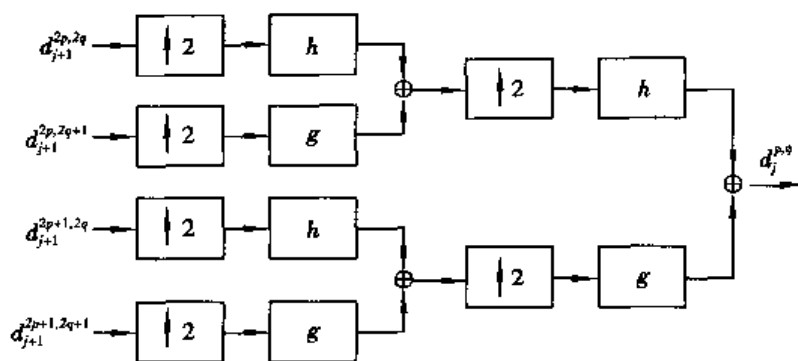 d_{j+1}^{2p,2q} 2 h
2 h
d_{j+1}^{2p,2q+1} 2 g
d_j^{p,q}
d_{j+1}^{2p+1,2q} 2 h
2 g
d_{j+1}^{2p+1,2q+1} 2 g